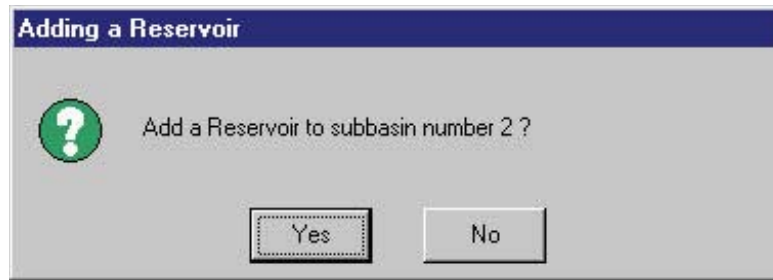 Adding a Reservoir
Add a Reservoir to subbasin number 2 ?
Yes No